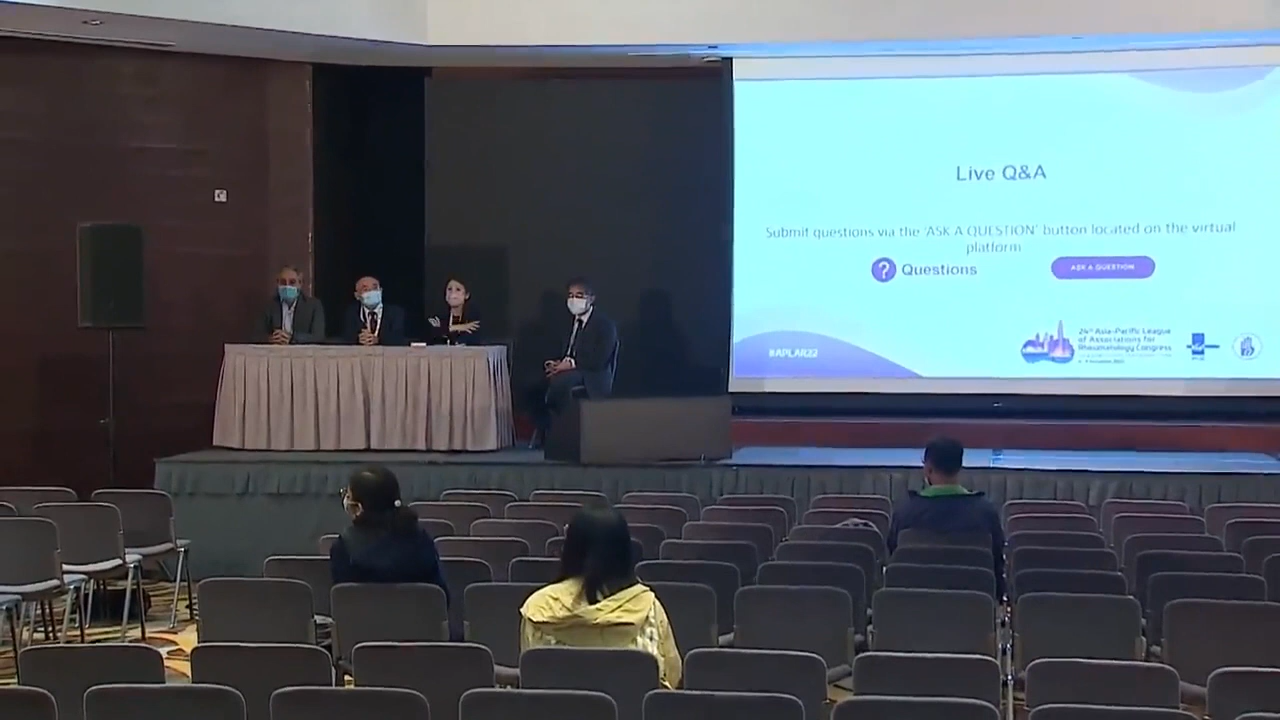 Live Q&A
Submit questions via the 'ASK A QUESTION' button located on the virtual
platform
? Questions
ASK A QUESTION
#APLAR22
24th Asia-Pacific League
of Associations for
Rheumatology Congress